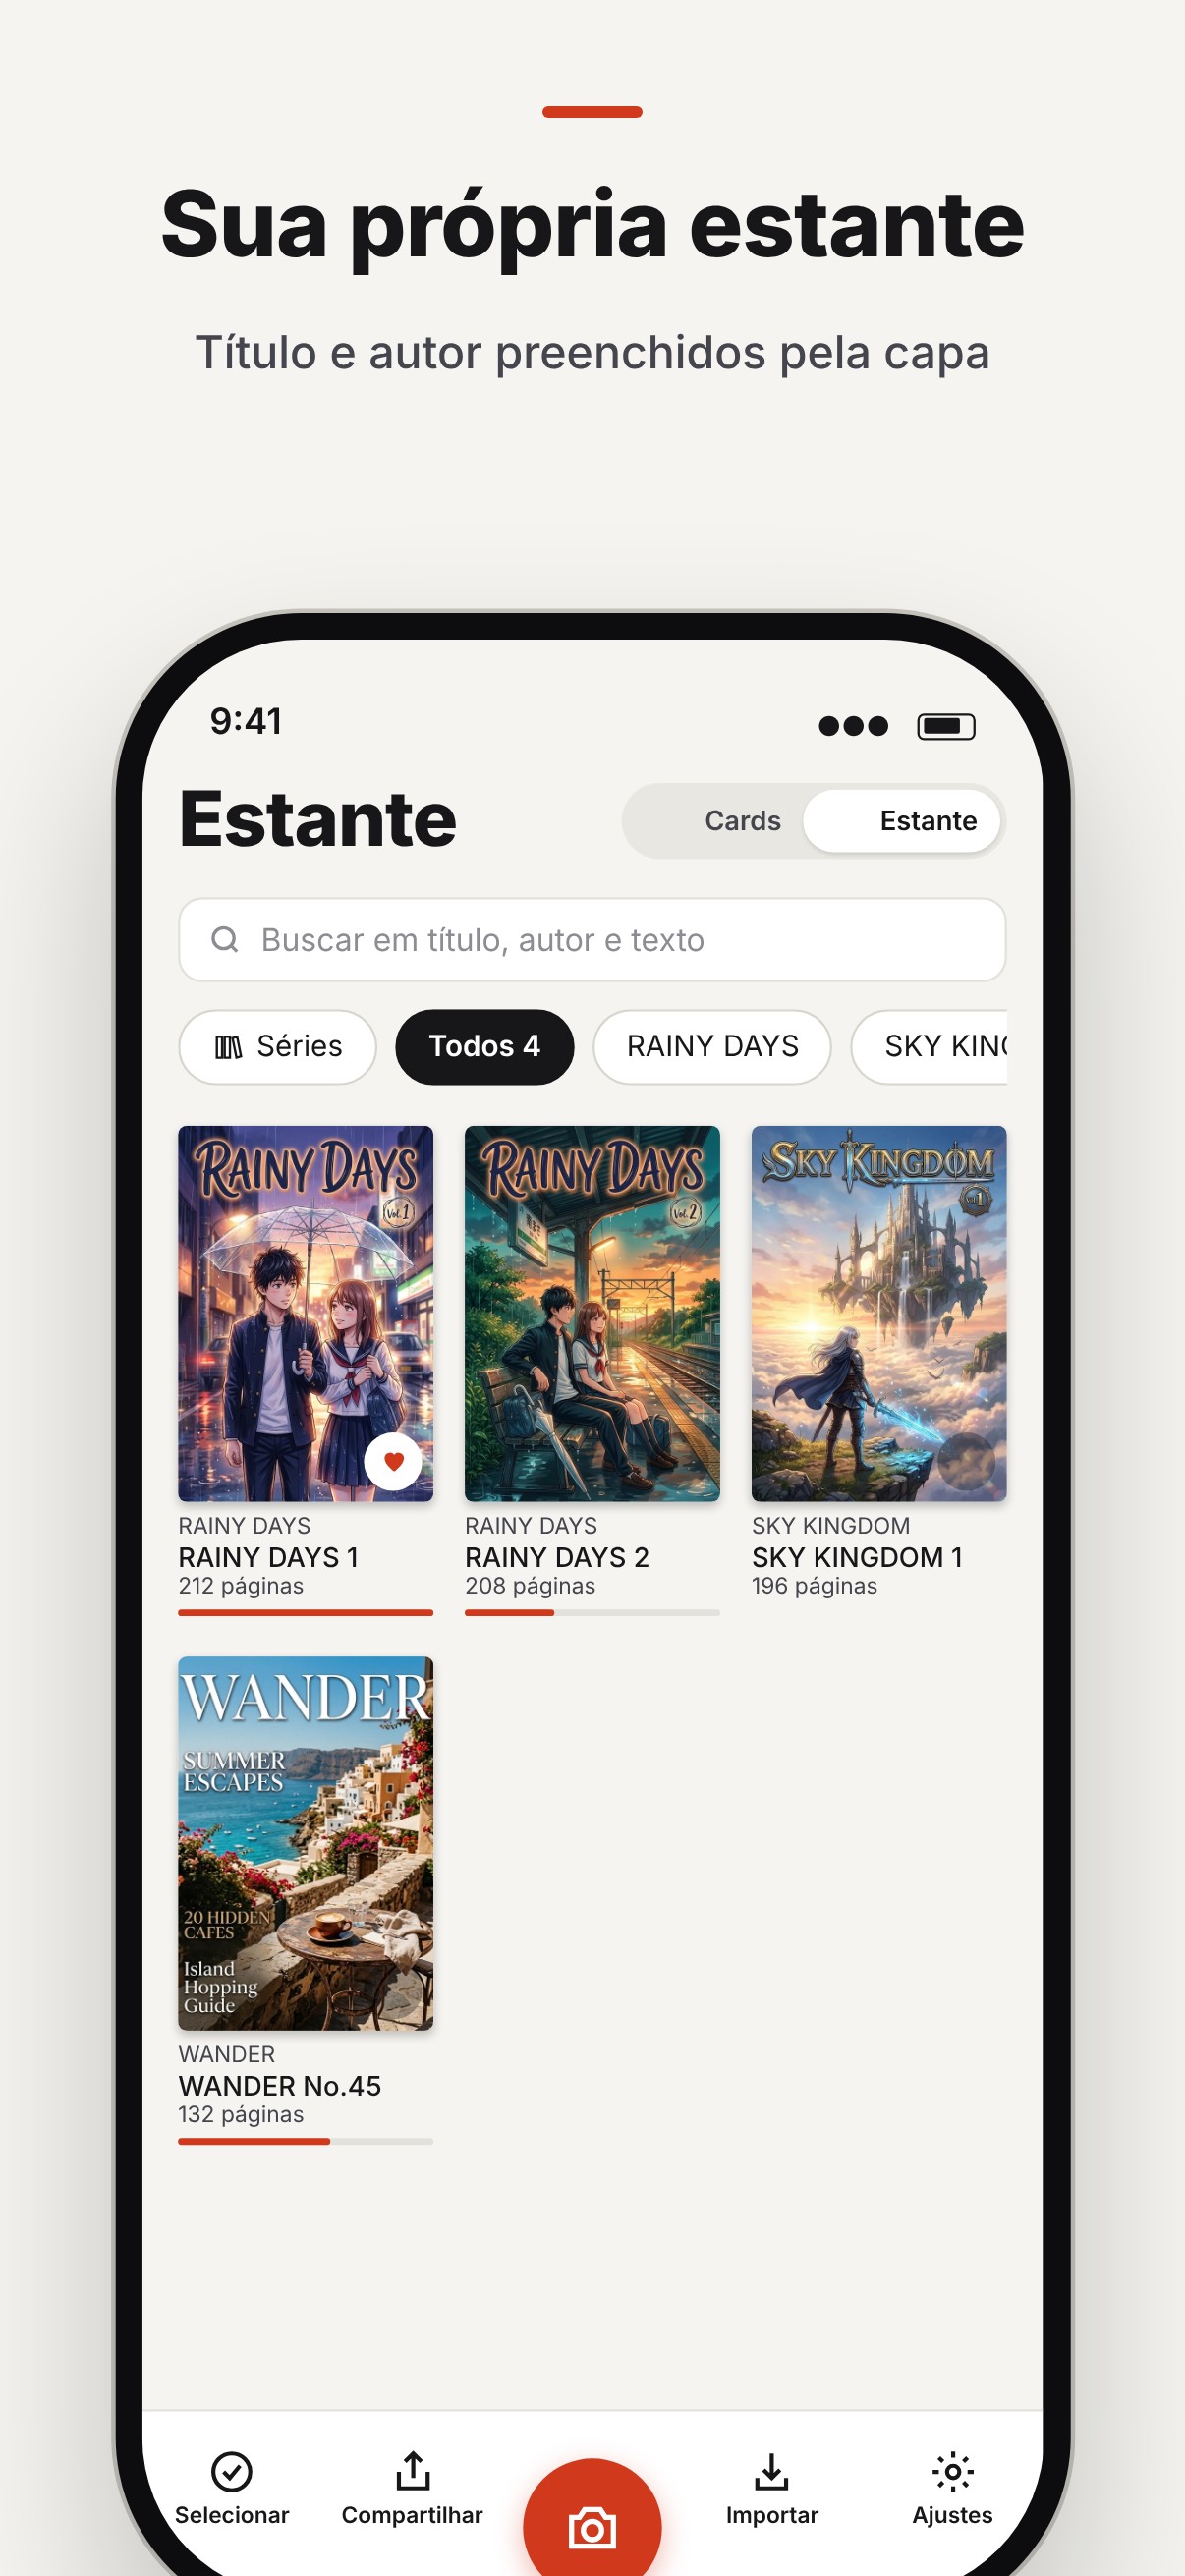 Sua própria estante
Título e autor preenchidos pela capa
9:41
Estante
Cards
Estante
Buscar em título, autor e texto
Séries
Todos 4
RAINY DAYS
SKY KING
RAINY DAYS
Vol.1
RAINY DAYS
Vol.2
SKY KINGDOM
RAINY DAYS
RAINY DAYS 1
212 páginas
RAINY DAYS
RAINY DAYS 2
208 páginas
SKY KINGDOM
SKY KINGDOM 1
196 páginas
WANDER
SUMMER
ESCAPES
20 HIDDEN
CAFES
Island
Hopping
Guide
WANDER
WANDER No.45
132 páginas
Selecionar
Compartilhar
Importar
Ajustes